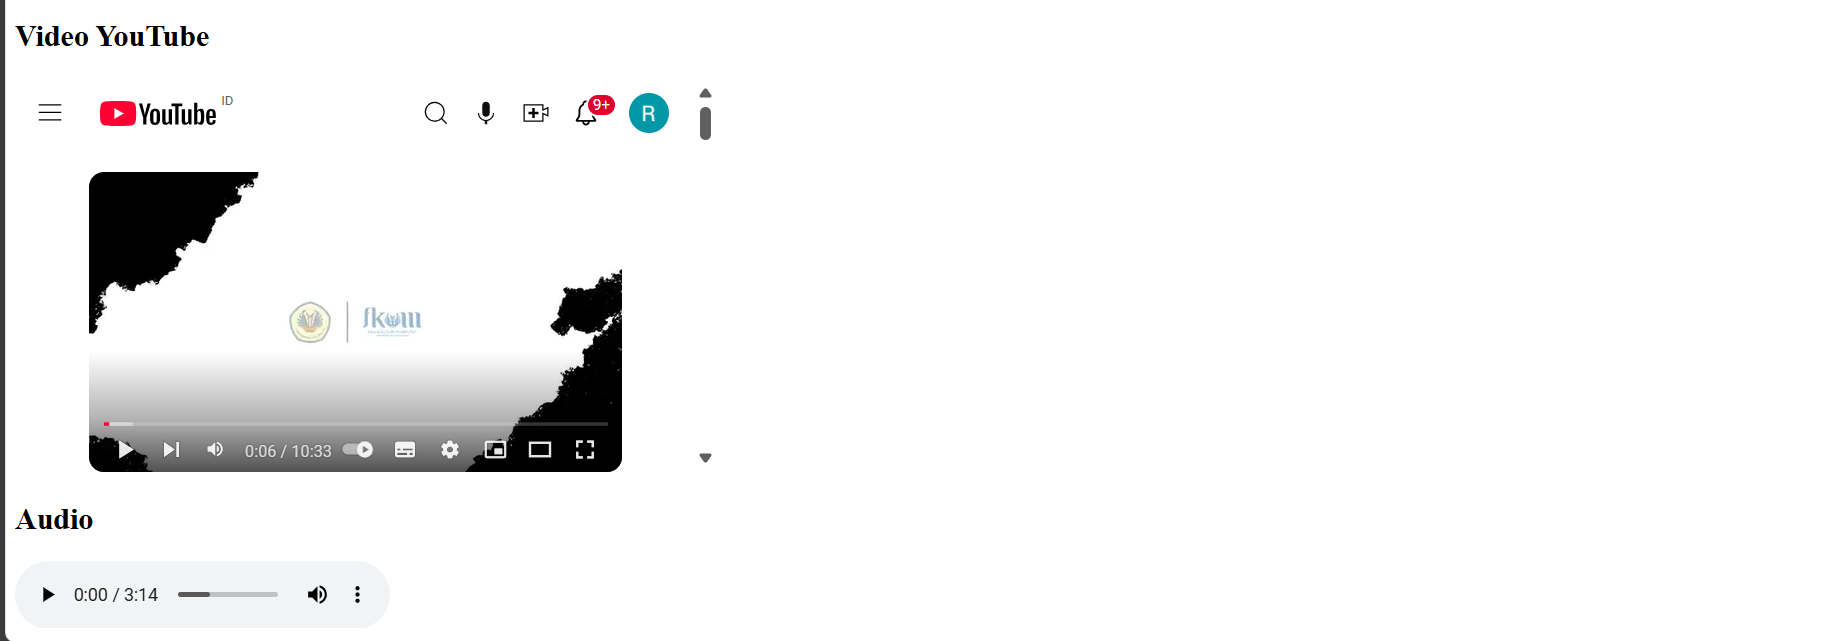 Video YouTube
YouTube ID
9+
R
fkom
0:06 / 10:33
Audio
0:00 / 3:14